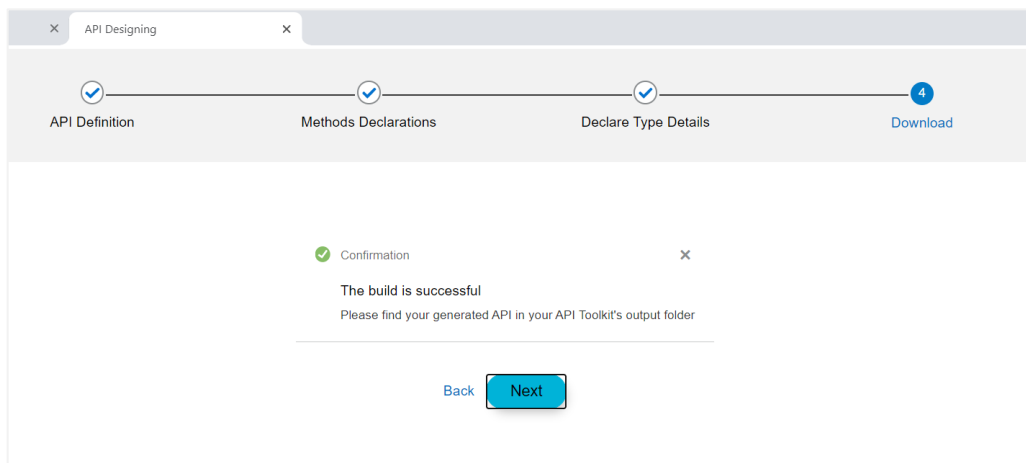 API Designing
4
API Definition
Methods Declarations
Declare Type Details
Download
Confirmation
The build is successful
Please find your generated API in your API Toolkit's output folder
Back
Next